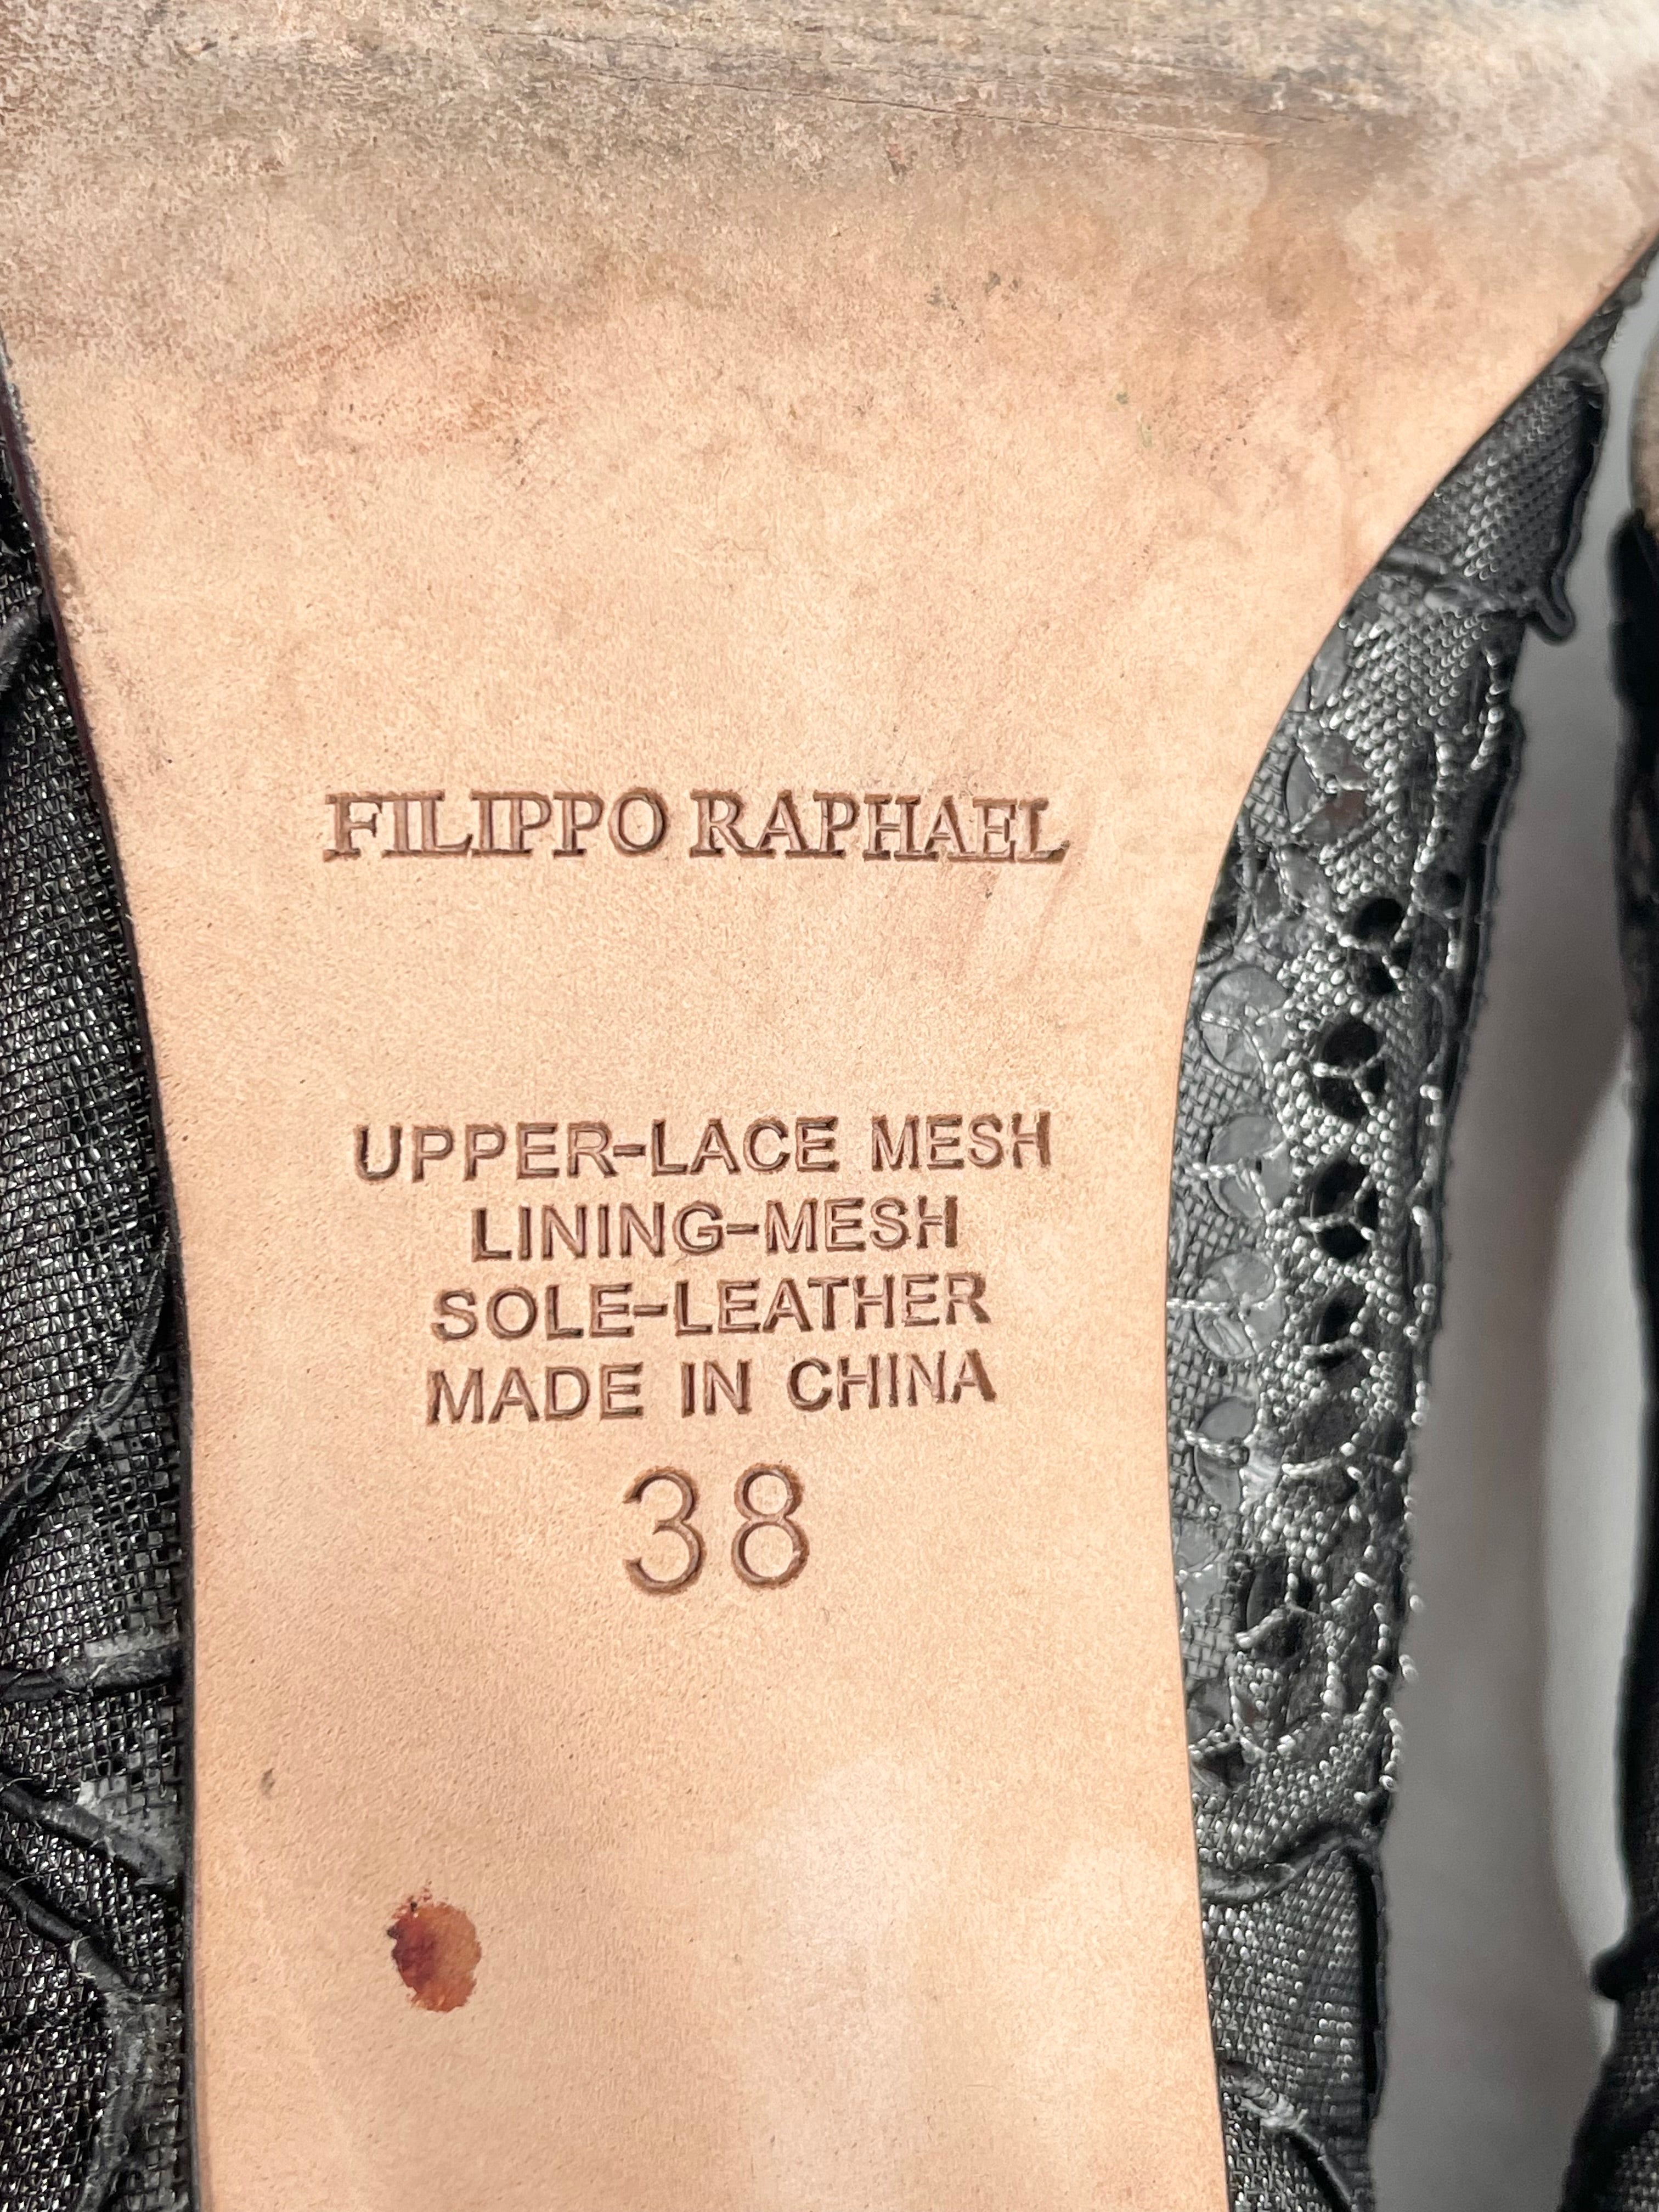 FILIPPO RAPHAEL
UPPER-LACE MESH
LINING-MESH
SOLE-LEATHER
MADE IN CHINA
38